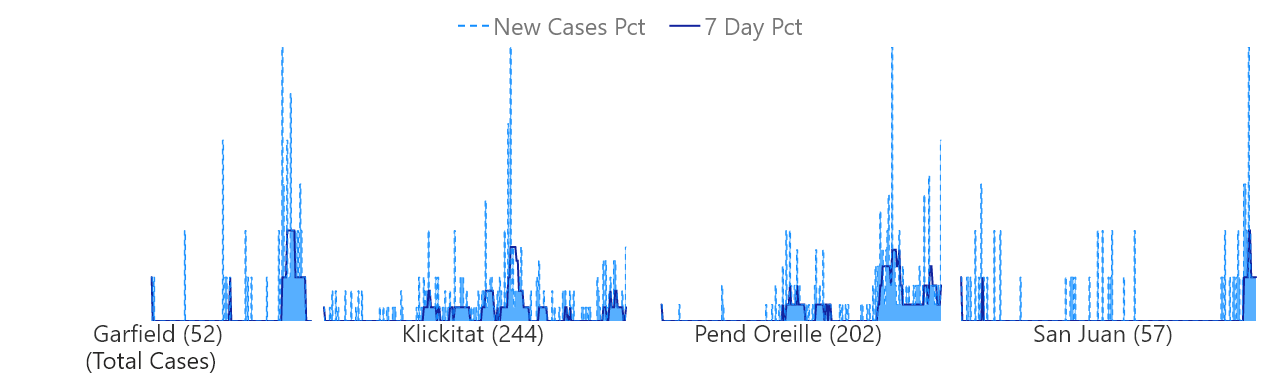 New Cases Pct 7 Day Pct
Garfield (52) Klickitat (244) Pend Oreille (202) San Juan (57)
(Total Cases)